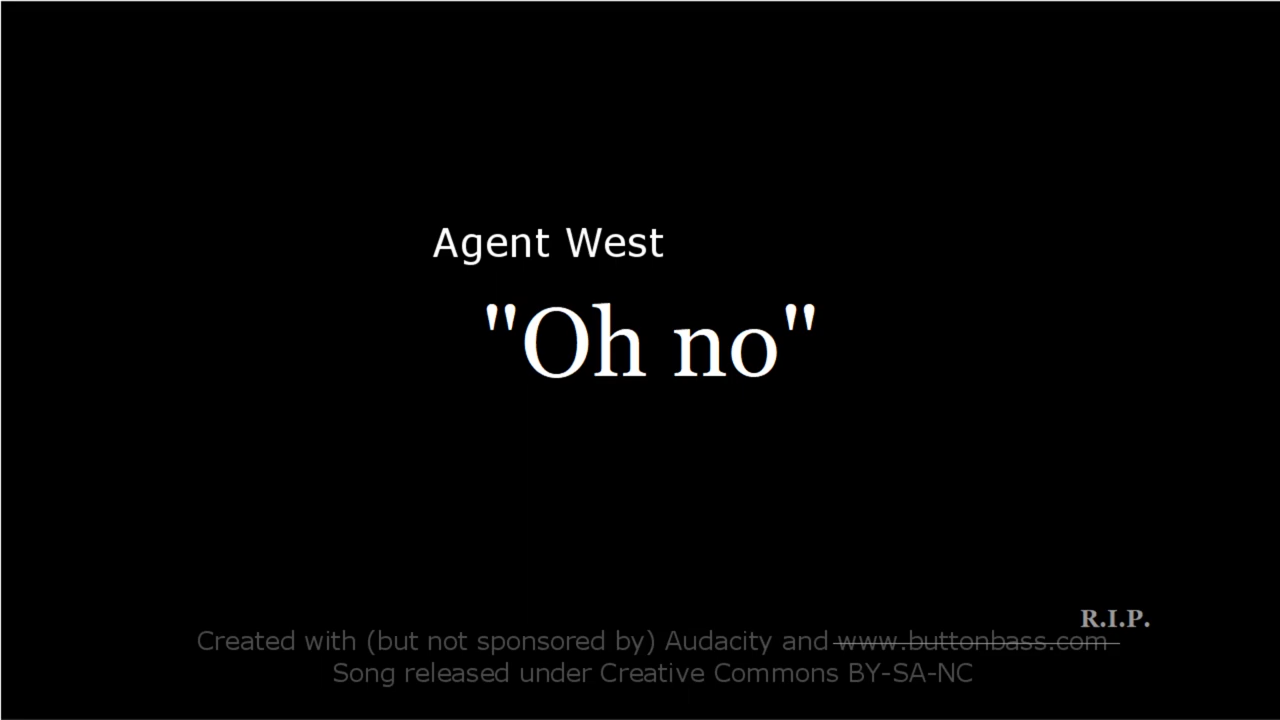 Agent West
"Oh no"
R.I.P.
Created with (but not sponsored by) Audacity and www.buttonbass.com
Song released under Creative Commons BY-SA-NC